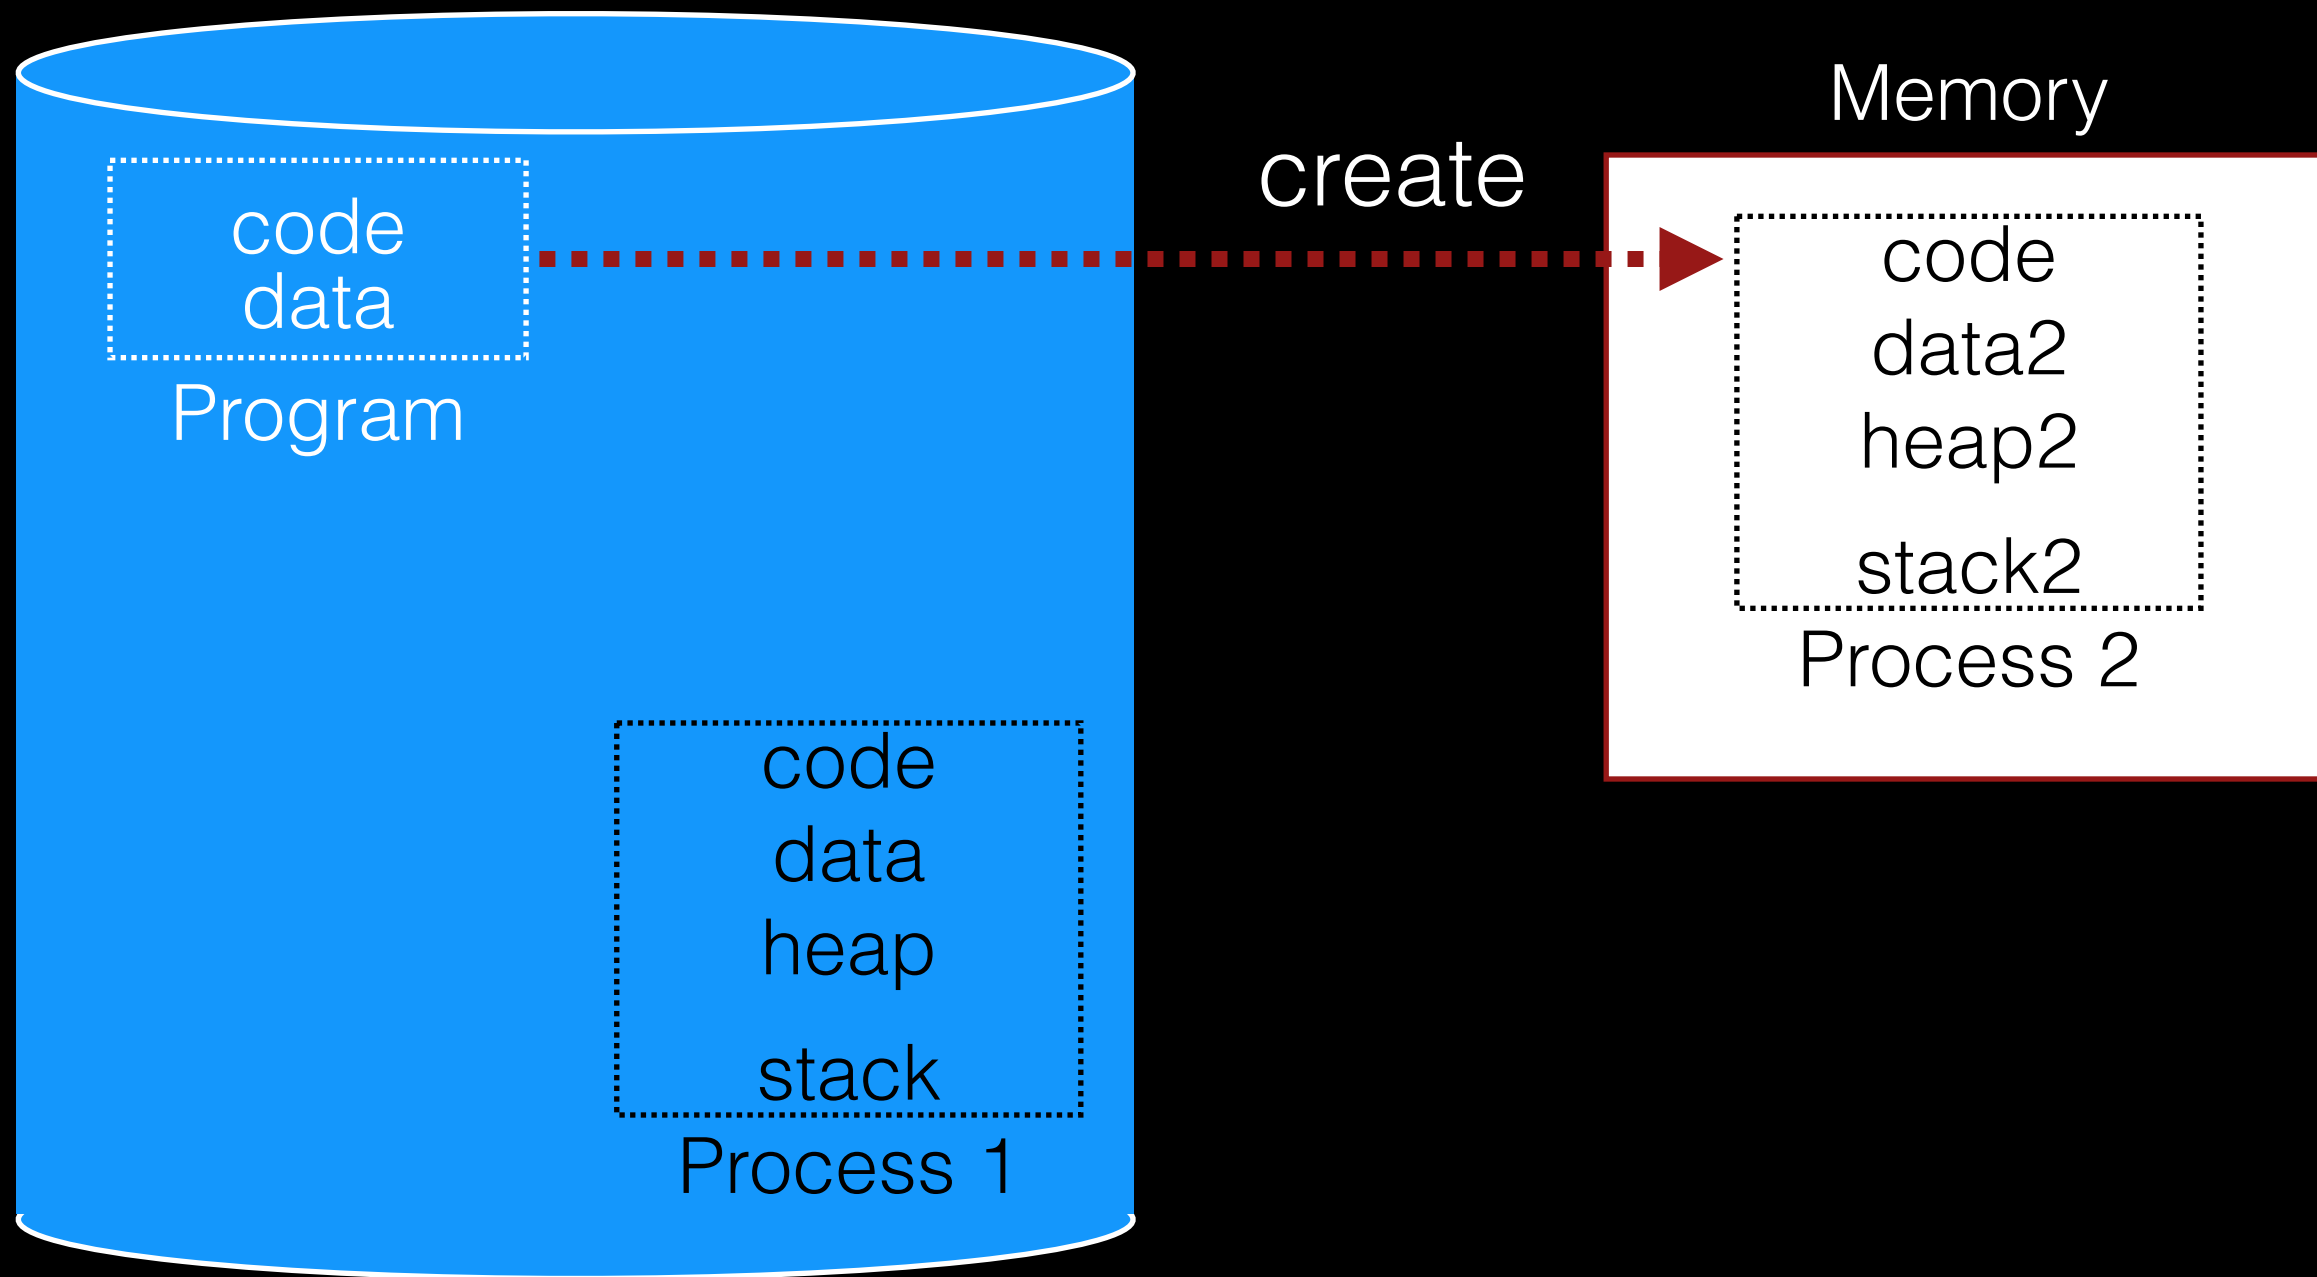 code
data
Program
create
Memory
code
data2
heap2
stack2
Process 2
code
data
heap
stack
Process 1